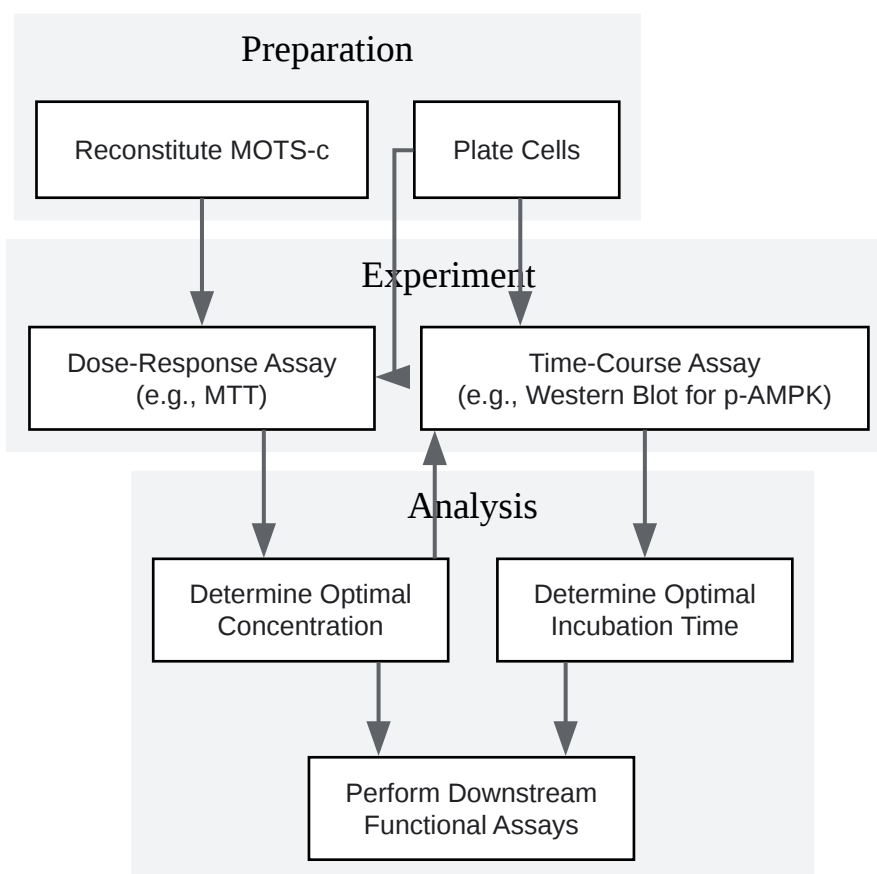 Preparation
Reconstitute MOTS-c
Plate Cells
Experiment
Dose-Response Assay
(e.g., MTT)
Time-Course Assay
(e.g., Western Blot for p-AMPK)
Analysis
Determine Optimal
Concentration
Determine Optimal
Incubation Time
Perform Downstream
Functional Assays